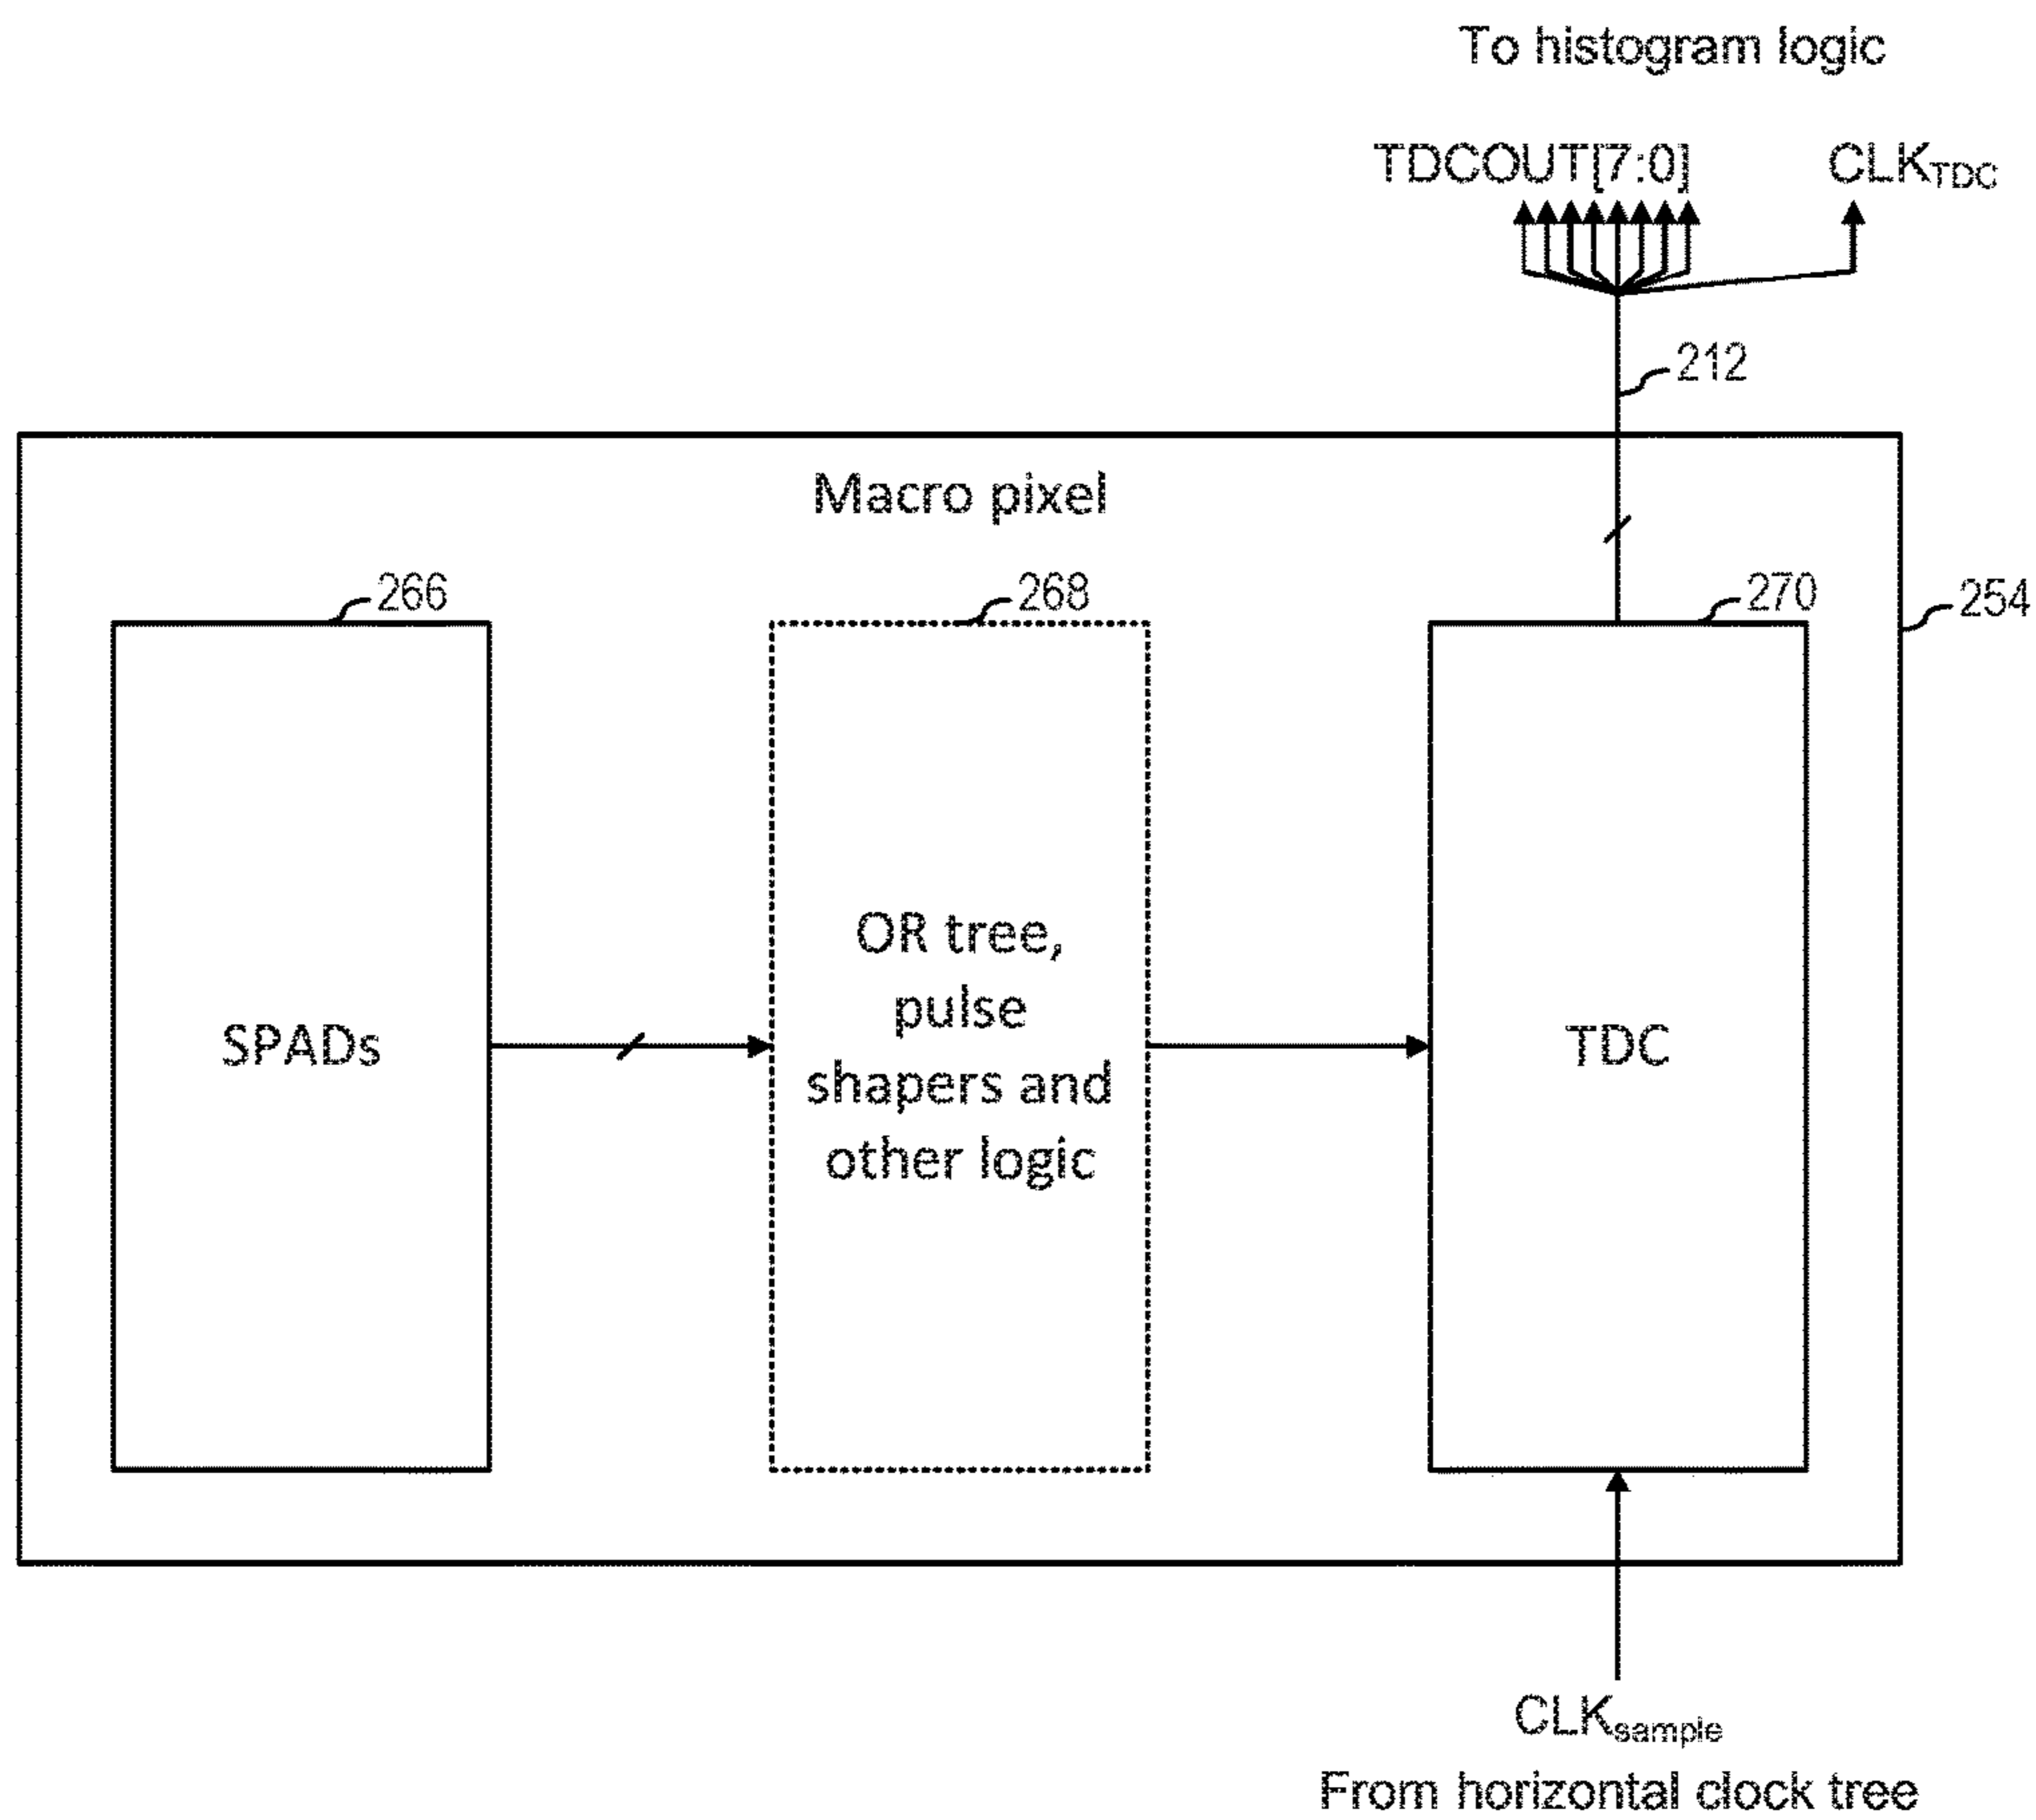 To histogram logic
TDCOUT[7:0] CLKTDC
212
Macro pixel
266 268 270 254
SPADs
OR tree,
pulse
shapers and
other logic
TDC
CLKsample
From horizontal clock tree